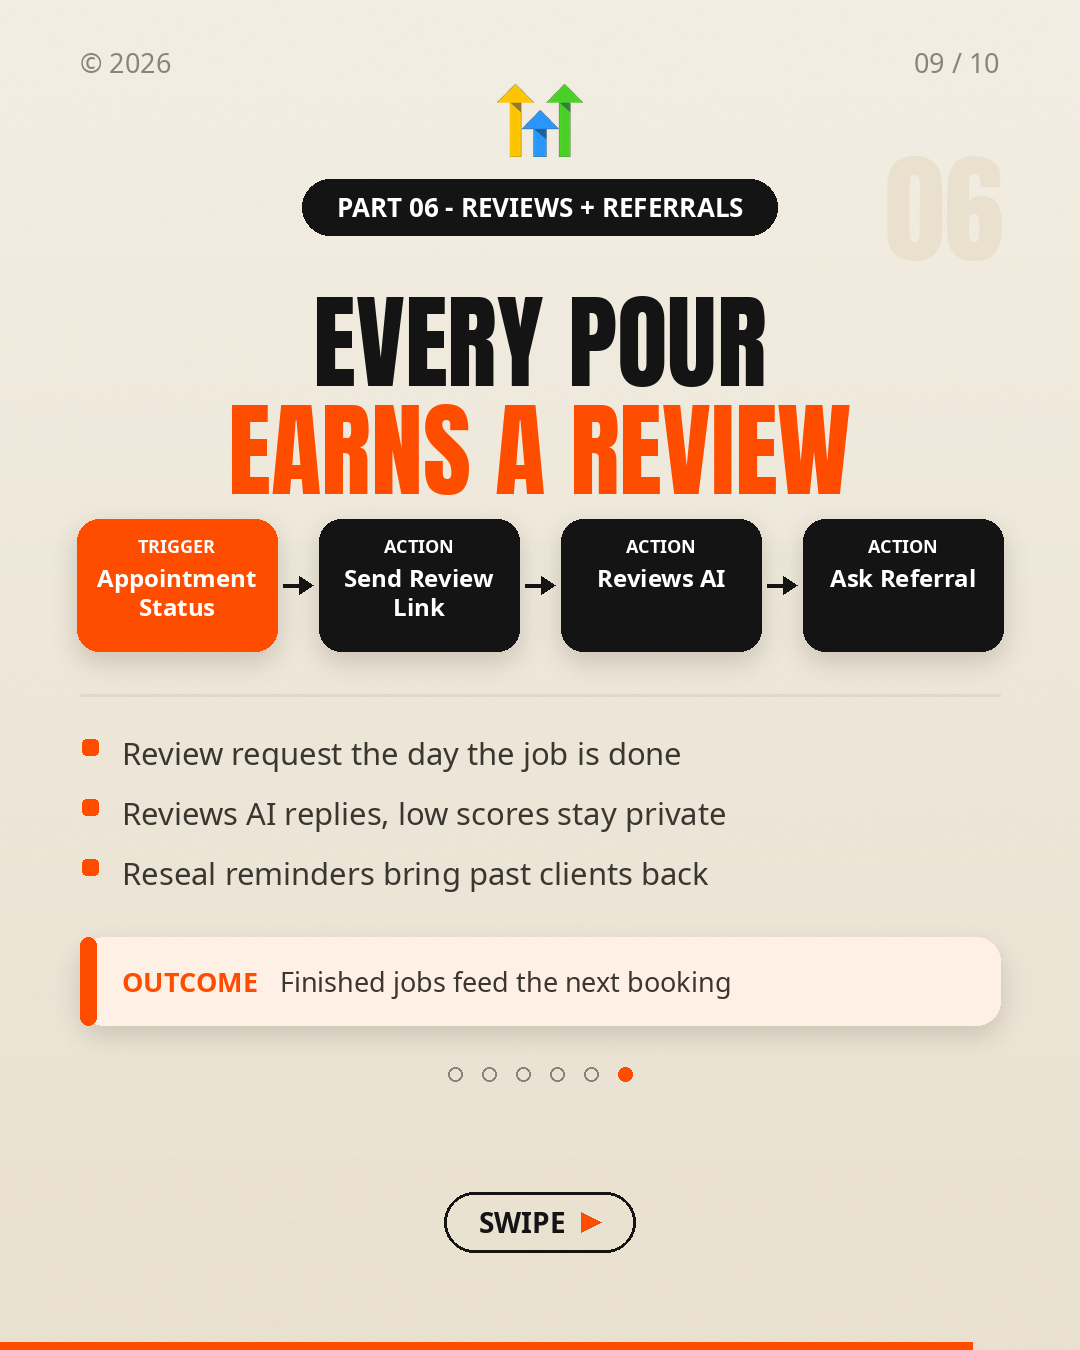 © 2026
09 / 10
PART 06 - REVIEWS + REFERRALS
06
EVERY POUR
EARNS A REVIEW
TRIGGER
Appointment
Status
ACTION
Send Review
Link
ACTION
Reviews AI
ACTION
Ask Referral
Review request the day the job is done
Reviews AI replies, low scores stay private
Reseal reminders bring past clients back
OUTCOME Finished jobs feed the next booking
SWIPE